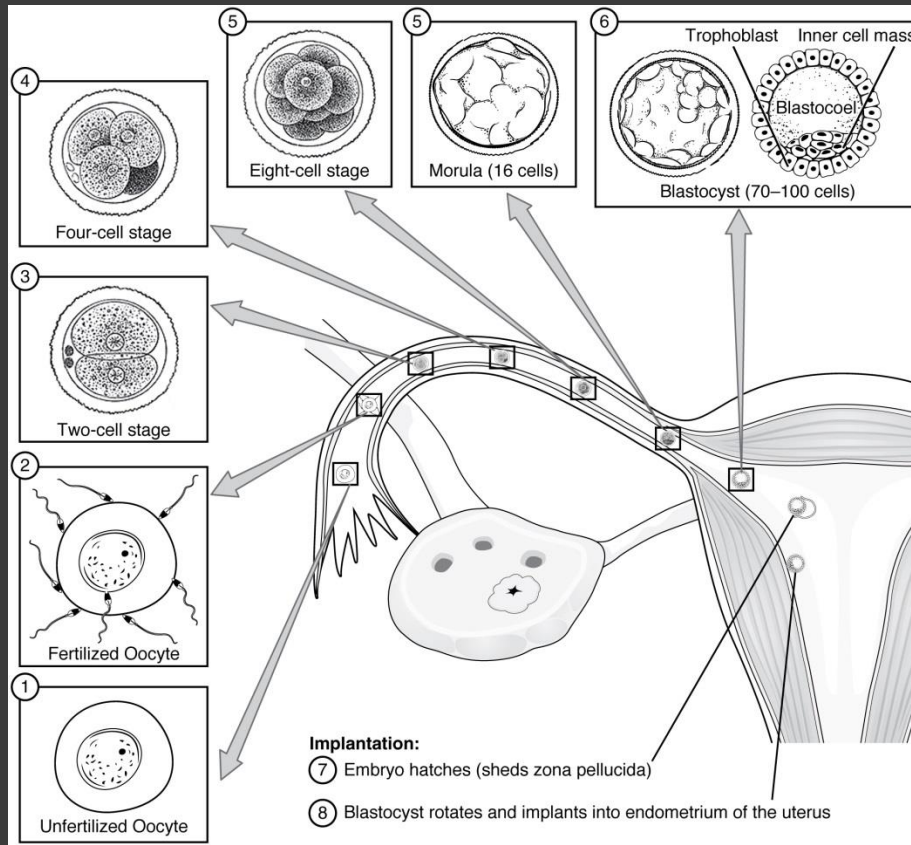 5
5
6
Trophoblast Inner cell mass
4
Blastocoel
Eight-cell stage
Morula (16 cells)
Blastocyst (70–100 cells)
Four-cell stage
3
Two-cell stage
2
Fertilized Oocyte
1
Unfertilized Oocyte
Implantation:
7 Embryo hatches (sheds zona pellucida)
8 Blastocyst rotates and implants into endometrium of the uterus